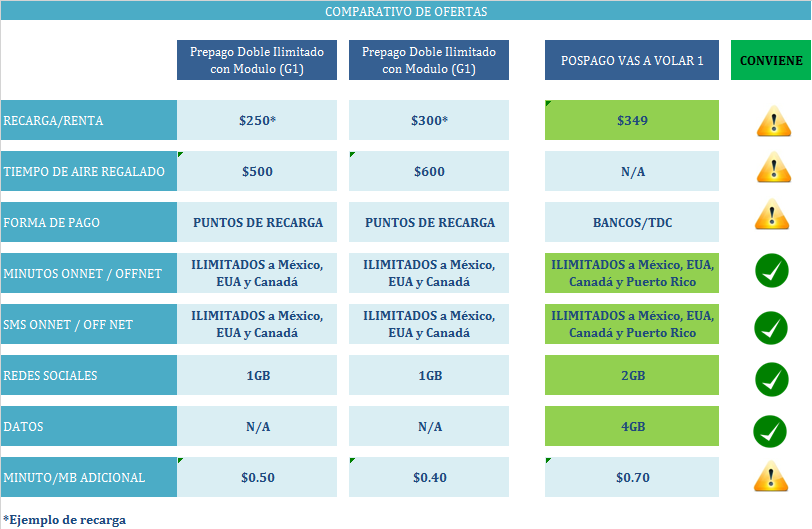 COMPARATIVO DE OFERTAS
Prepago Doble Ilimitado
con Modulo (G1)
Prepago Doble Ilimitado
con Modulo (G1)
POSPAGO VAS A VOLAR 1
CONVIENE
RECARGA/RENTA
$250*
$300*
$349
TIEMPO DE AIRE REGALADO
$500
$600
N/A
FORMA DE PAGO
PUNTOS DE RECARGA
PUNTOS DE RECARGA
BANCOS/TDC
MINUTOS ONNET / OFFNET
ILIMITADOS a México,
EUA y Canadá
ILIMITADOS a México,
EUA y Canadá
ILIMITADOS a México, EUA,
Canadá y Puerto Rico
SMS ONNET / OFF NET
ILIMITADOS a México,
EUA y Canadá
ILIMITADOS a México,
EUA y Canadá
ILIMITADOS a México, EUA,
Canadá y Puerto Rico
REDES SOCIALES
1GB
1GB
2GB
DATOS
N/A
N/A
4GB
MINUTO/MB ADICIONAL
$0.50
$0.40
$0.70
*Ejemplo de recarga